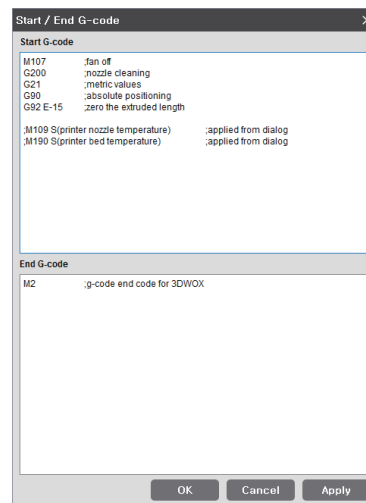 Start / End G-code
Start G-code
M107 ;fan off
G200 ;nozzle cleaning
G21 ;metric values
G90 ;absolute positioning
G92 E-15 ;zero the extruded length
;M109 S(printer nozzle temperature) ;applied from dialog
;M190 S(printer bed temperature) ;applied from dialog
End G-code
M2 ;g-code end code for 3DWOX
OK Cancel Apply